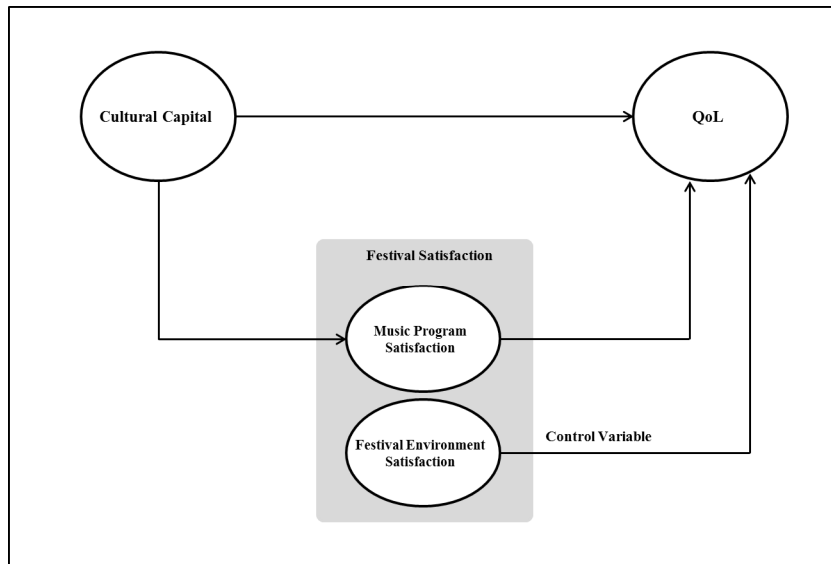 Cultural Capital
QoL
Festival Satisfaction
Music Program
Satisfaction
Festival Environment
Satisfaction
Control Variable